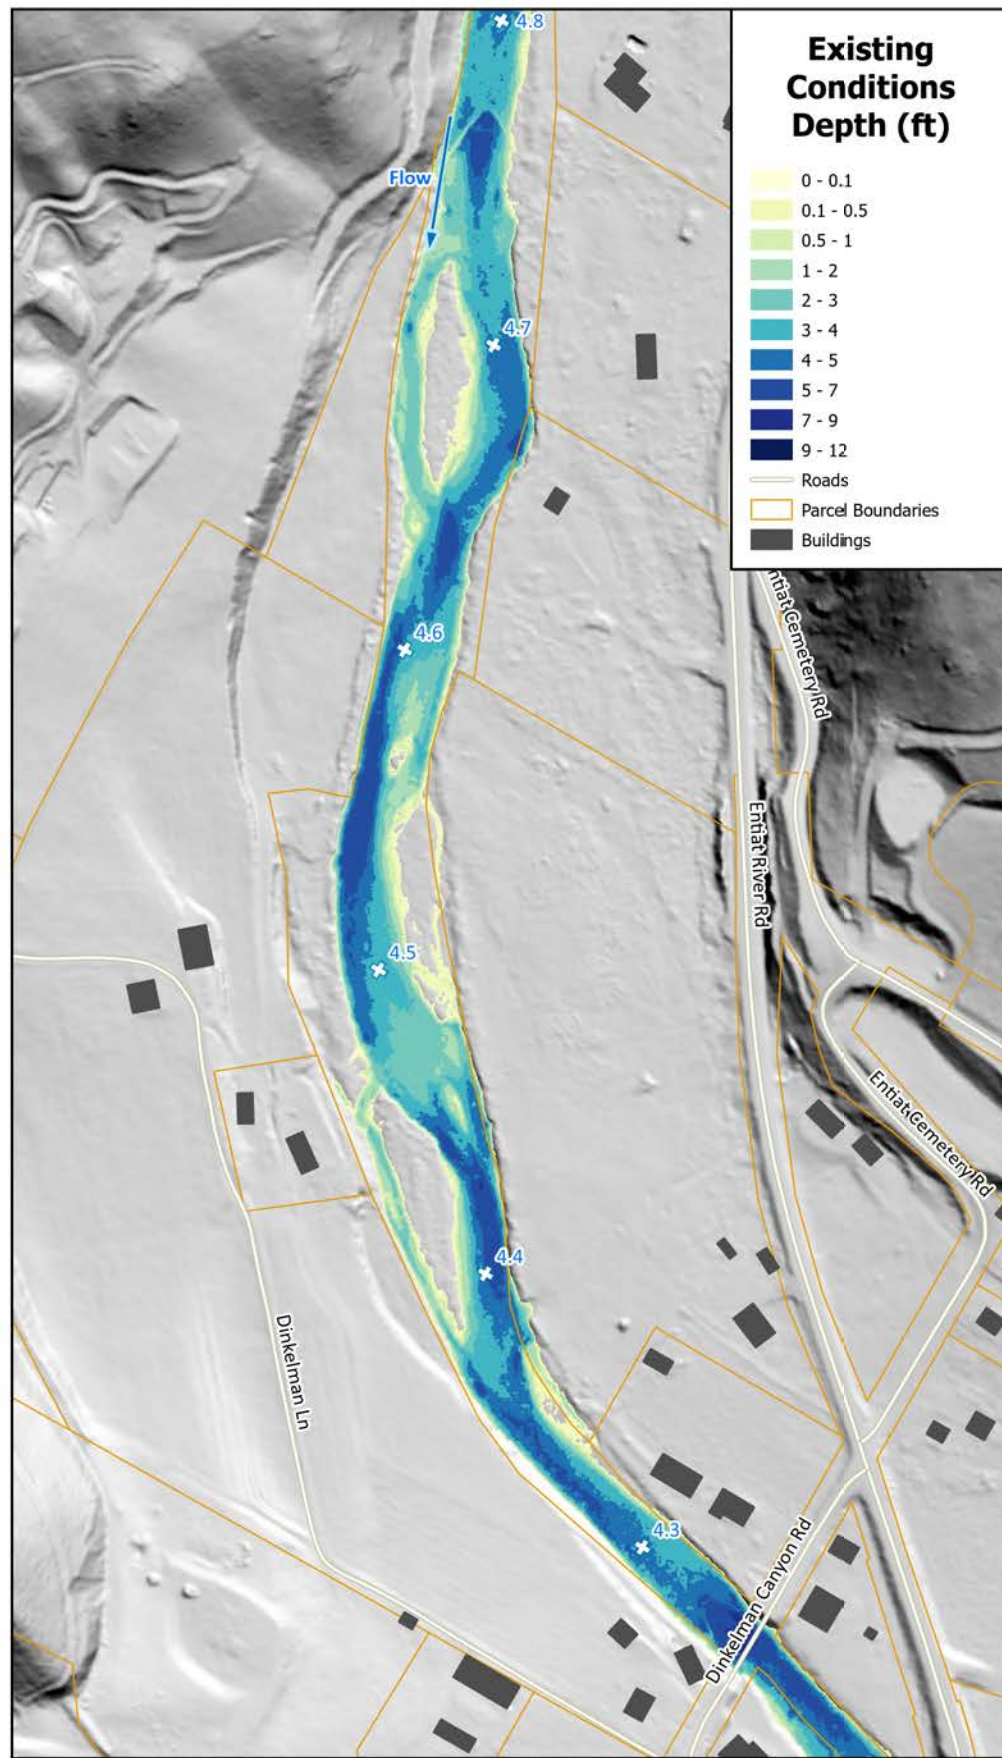 Existing
Conditions
Depth (ft)
0 - 0.1
0.1 - 0.5
0.5 - 1
1 - 2
2 - 3
3 - 4
4 - 5
5 - 7
7 - 9
9 - 12
Roads
Parcel Boundaries
Buildings
4.8
Flow
4.7
4.6
4.5
4.4
4.3
ntiat Cemetery Rd
Entiat River Rd
Entiat Cemetery Rd
Dinkelman Ln
Dinkelman Canyon Rd